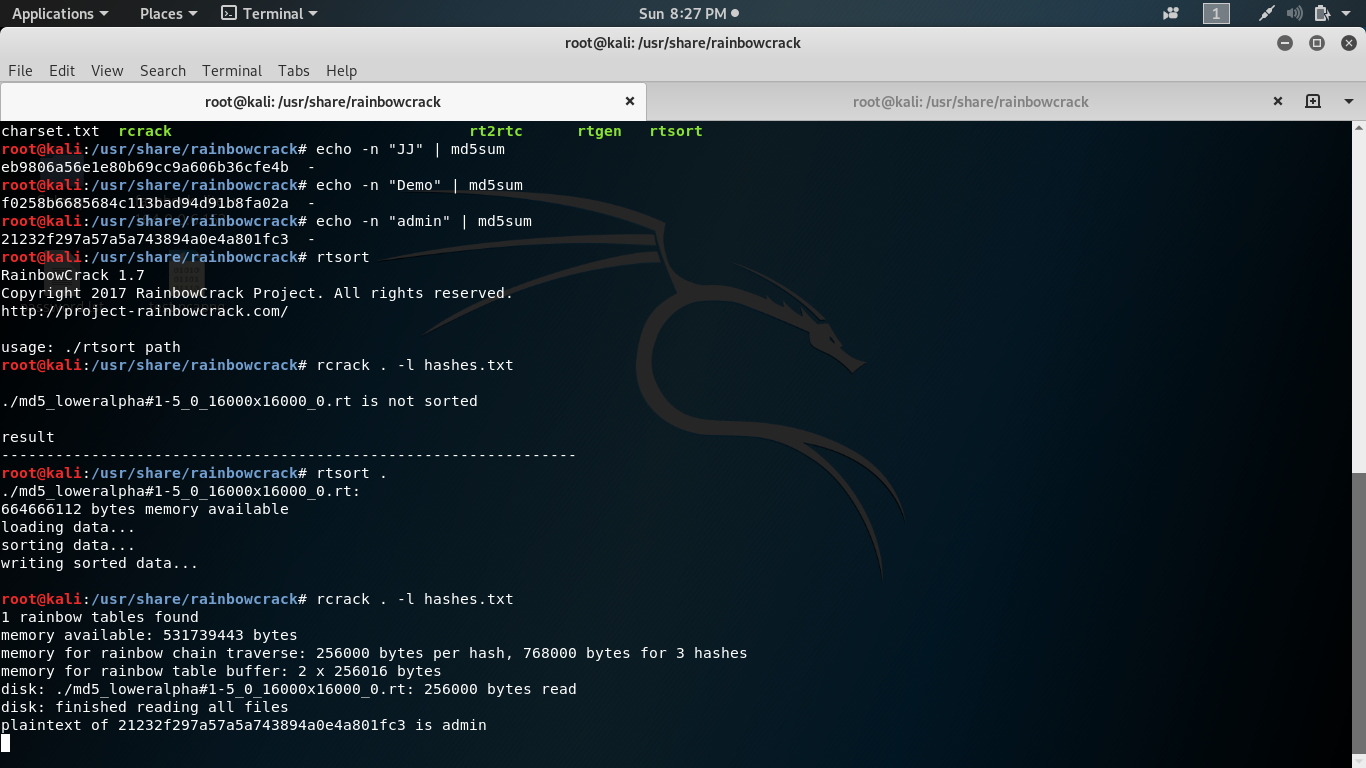 Applications Places Terminal Sun 8:27 PM 1
root@kali: /usr/share/rainbowcrack
File Edit View Search Terminal Tabs Help
root@kali: /usr/share/rainbowcrack root@kali: /usr/share/rainbowcrack
charset.txt rcrack rt2rtc rtgen rtsort
root@kali:/usr/share/rainbowcrack# echo -n "JJ" | md5sum
eb9806a56e1e80b69cc9a606b36cfe4b -
root@kali:/usr/share/rainbowcrack# echo -n "Demo" | md5sum
f0258b6685684c113bad94d91b8fa02a -
root@kali:/usr/share/rainbowcrack# echo -n "admin" | md5sum
21232f297a57a5a743894a0e4a801fc3 -
root@kali:/usr/share/rainbowcrack# rtsort
RainbowCrack 1.7
Copyright 2017 RainbowCrack Project. All rights reserved.
http://project-rainbowcrack.com/
usage: ./rtsort path
root@kali:/usr/share/rainbowcrack# rcrack . -l hashes.txt
./md5_loweralpha#1-5_0_16000x16000_0.rt is not sorted
result
----------------------------------------------------------------
root@kali:/usr/share/rainbowcrack# rtsort .
./md5_loweralpha#1-5_0_16000x16000_0.rt:
664666112 bytes memory available
loading data...
sorting data...
writing sorted data...
root@kali:/usr/share/rainbowcrack# rcrack . -l hashes.txt
1 rainbow tables found
memory available: 531739443 bytes
memory for rainbow chain traverse: 256000 bytes per hash, 768000 bytes for 3 hashes
memory for rainbow table buffer: 2 x 256016 bytes
disk: ./md5_loweralpha#1-5_0_16000x16000_0.rt: 256000 bytes read
disk: finished reading all files
plaintext of 21232f297a57a5a743894a0e4a801fc3 is admin